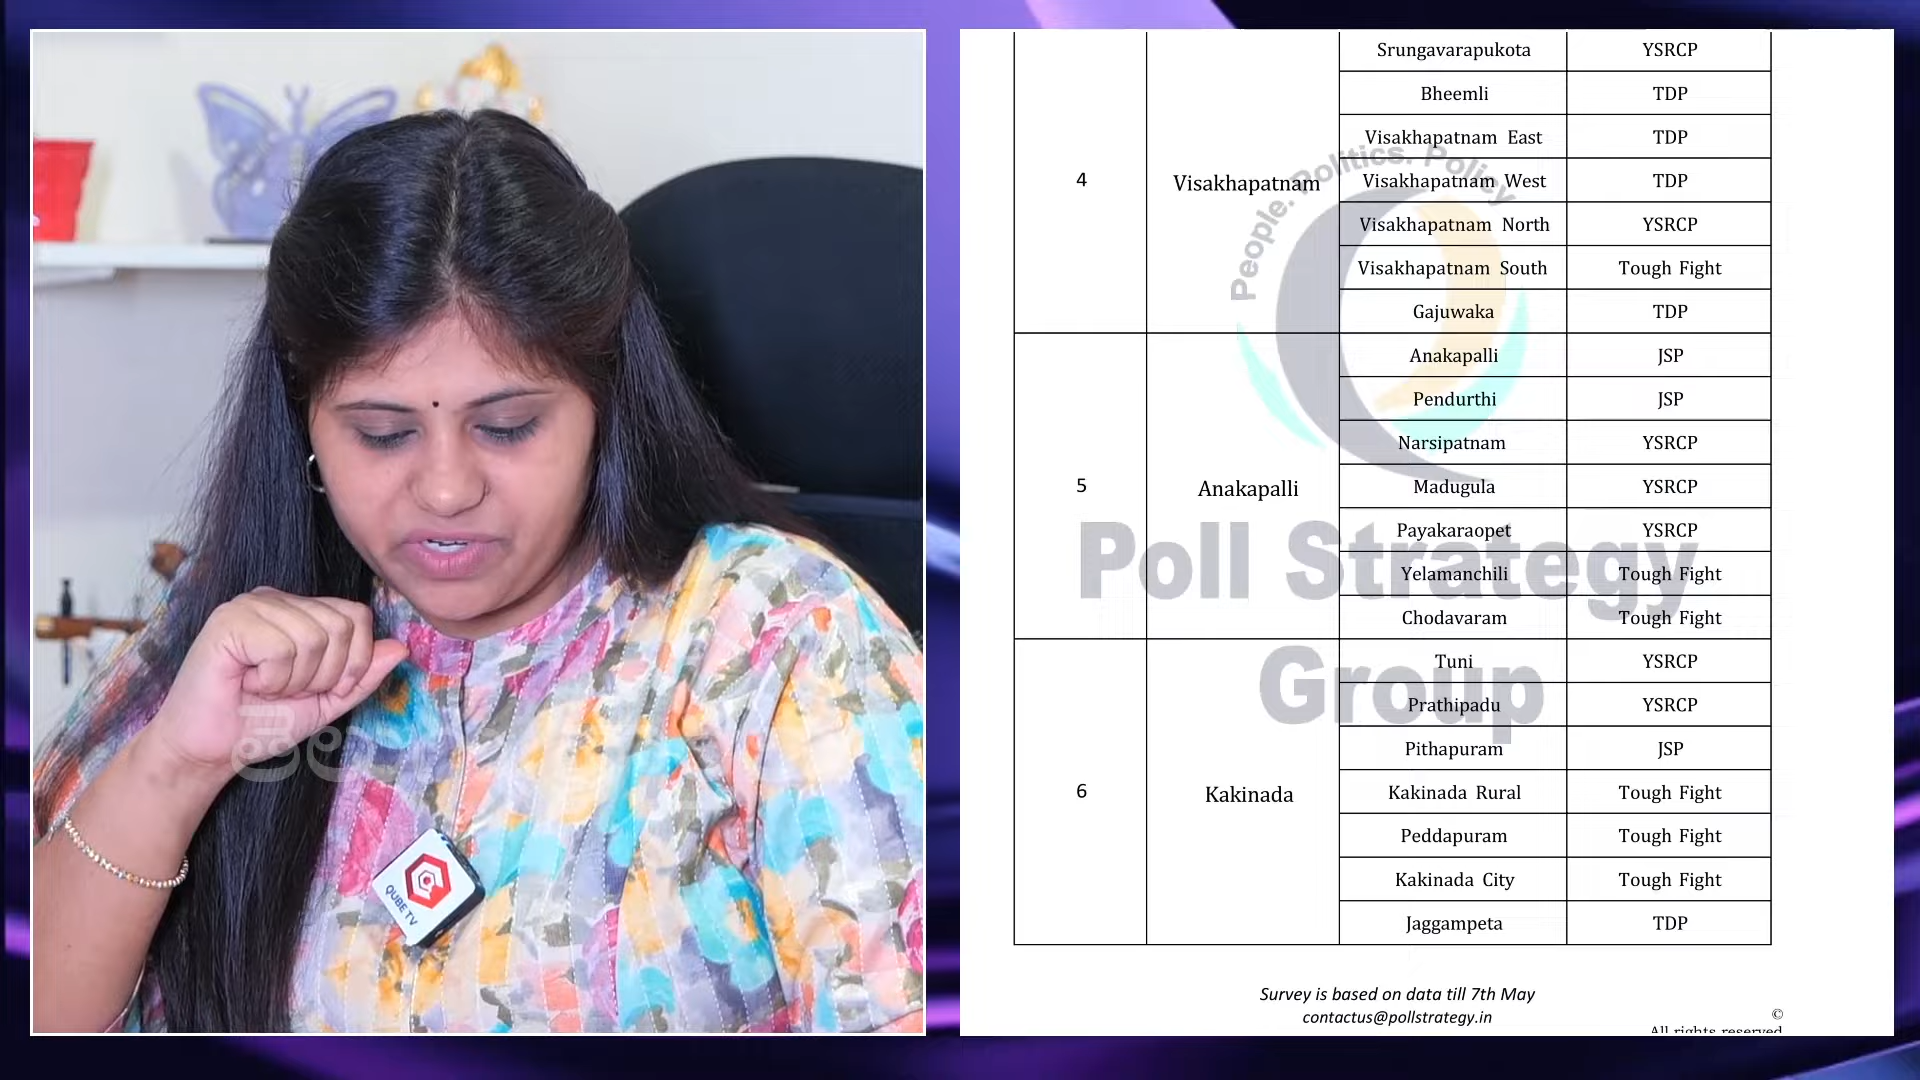 Srungavarapukota YSRCP
Bheemli TDP
Visakhapatnam East TDP
4 Visakhapatnam Visakhapatnam West TDP
Visakhapatnam North YSRCP
Visakhapatnam South Tough Fight
Gajuwaka TDP
Anakapalli JSP
Pendurthi JSP
Narsipatnam YSRCP
5 Anakapalli Madugula YSRCP
Payakaraopet YSRCP
Yelamanchili Tough Fight
Chodavaram Tough Fight
Tuni YSRCP
Prathipadu YSRCP
Pithapuram JSP
6 Kakinada Kakinada Rural Tough Fight
Peddapuram Tough Fight
Kakinada City Tough Fight
Jaggampeta TDP
People. Politics. Policy
Poll Strategy
Group
Survey is based on data till 7th May
contactus@pollstrategy.in
©
All rights reserved
QUBE TV